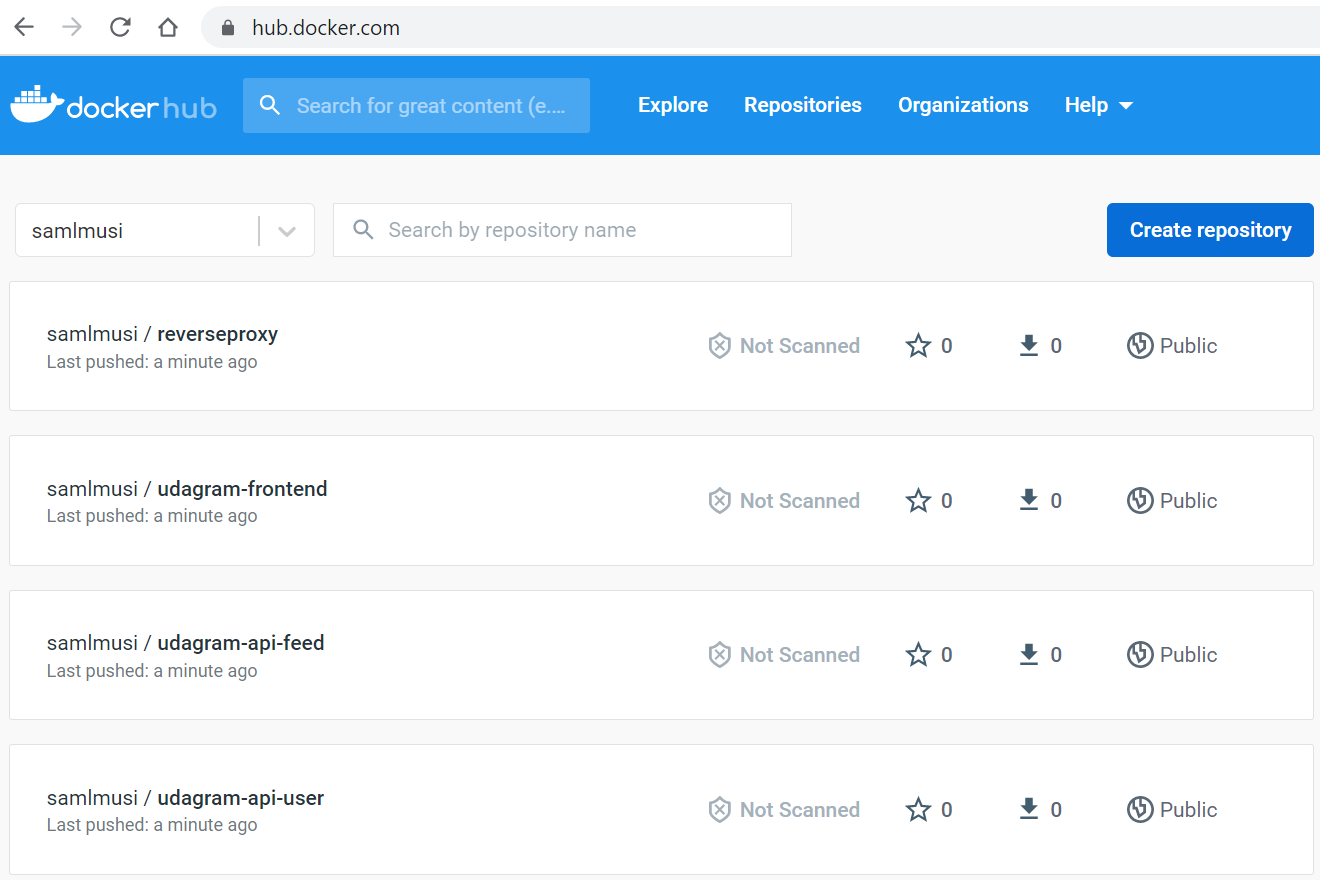 hub.docker.com
docker hub
Search for great content (e....
Explore
Repositories
Organizations
Help
samlmusi
Search by repository name
Create repository
samlmusi / reverseproxy
Last pushed: a minute ago
Not Scanned
0
0
Public
samlmusi / udagram-frontend
Last pushed: a minute ago
Not Scanned
0
0
Public
samlmusi / udagram-api-feed
Last pushed: a minute ago
Not Scanned
0
0
Public
samlmusi / udagram-api-user
Last pushed: a minute ago
Not Scanned
0
0
Public